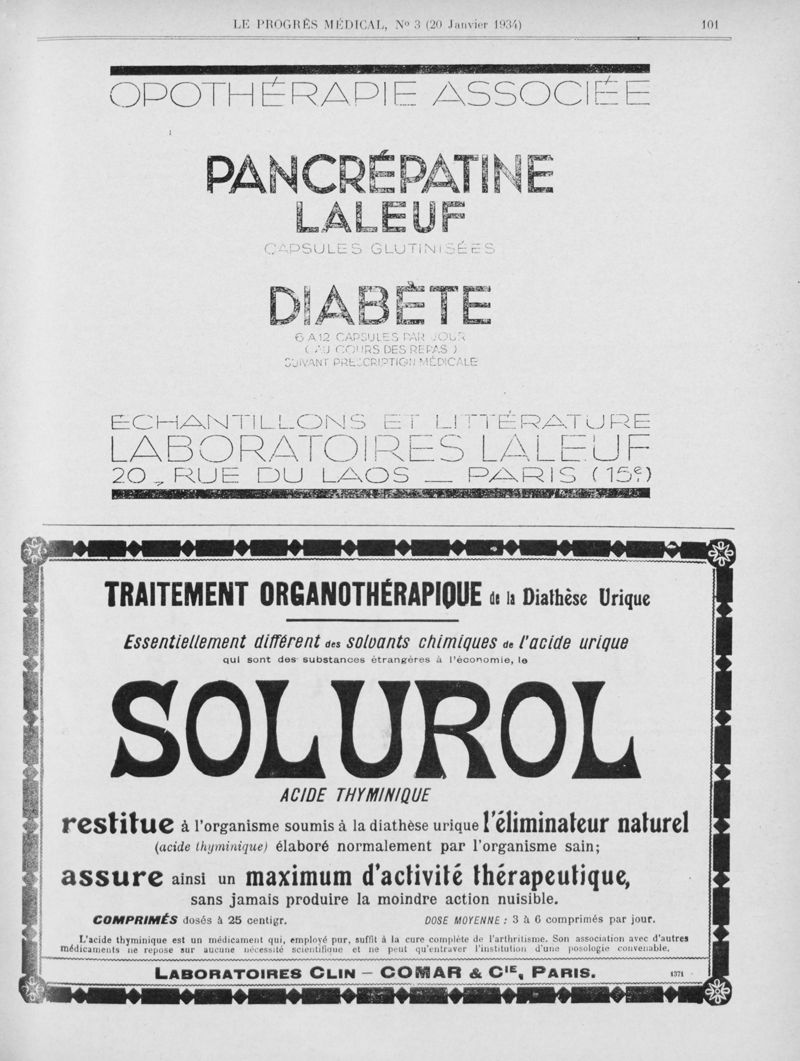 LE PROGRÈS MÉDICAL, Nº 3 (20 Janvier 1934) 101
OPOTHÉRAPIE ASSOCIÉE
PANCRÉPATINE
LALEUF
CAPSULES GLUTINISÉES
DIABÈTE
6 A 12 CAPSULES PAR JOUR
( AU COURS DES REPAS )
SUIVANT PRESCRIPTION MÉDICALE
ECHANTILLONS ET LITTÉRATURE
LABORATOIRES LALEUF
20, RUE DU LAOS — PARIS (15e)
TRAITEMENT ORGANOTHÉRAPIQUE de la Diathèse Urique
Essentiellement différent des solvants chimiques de l'acide urique
qui sont des substances étrangères à l'économie, le
SOLUROL
ACIDE THYMINIQUE
restitue à l'organisme soumis à la diathèse urique l'éliminateur naturel
(acide thyminique) élaboré normalement par l'organisme sain;
assure ainsi un maximum d'activité thérapeutique,
sans jamais produire la moindre action nuisible.
COMPRIMÉS dosés à 25 centigr. DOSE MOYENNE : 3 à 6 comprimés par jour.
L'acide thyminique est un médicament qui, employé pur, suffit à la cure complète de l'arthritisme. Son association avec d'autres
médicaments ne repose sur aucune nécessité scientifique et ne peut qu'entraver l'institution d'une posologie convenable.
LABORATOIRES CLIN – COMAR & CIE, PARIS. 1371